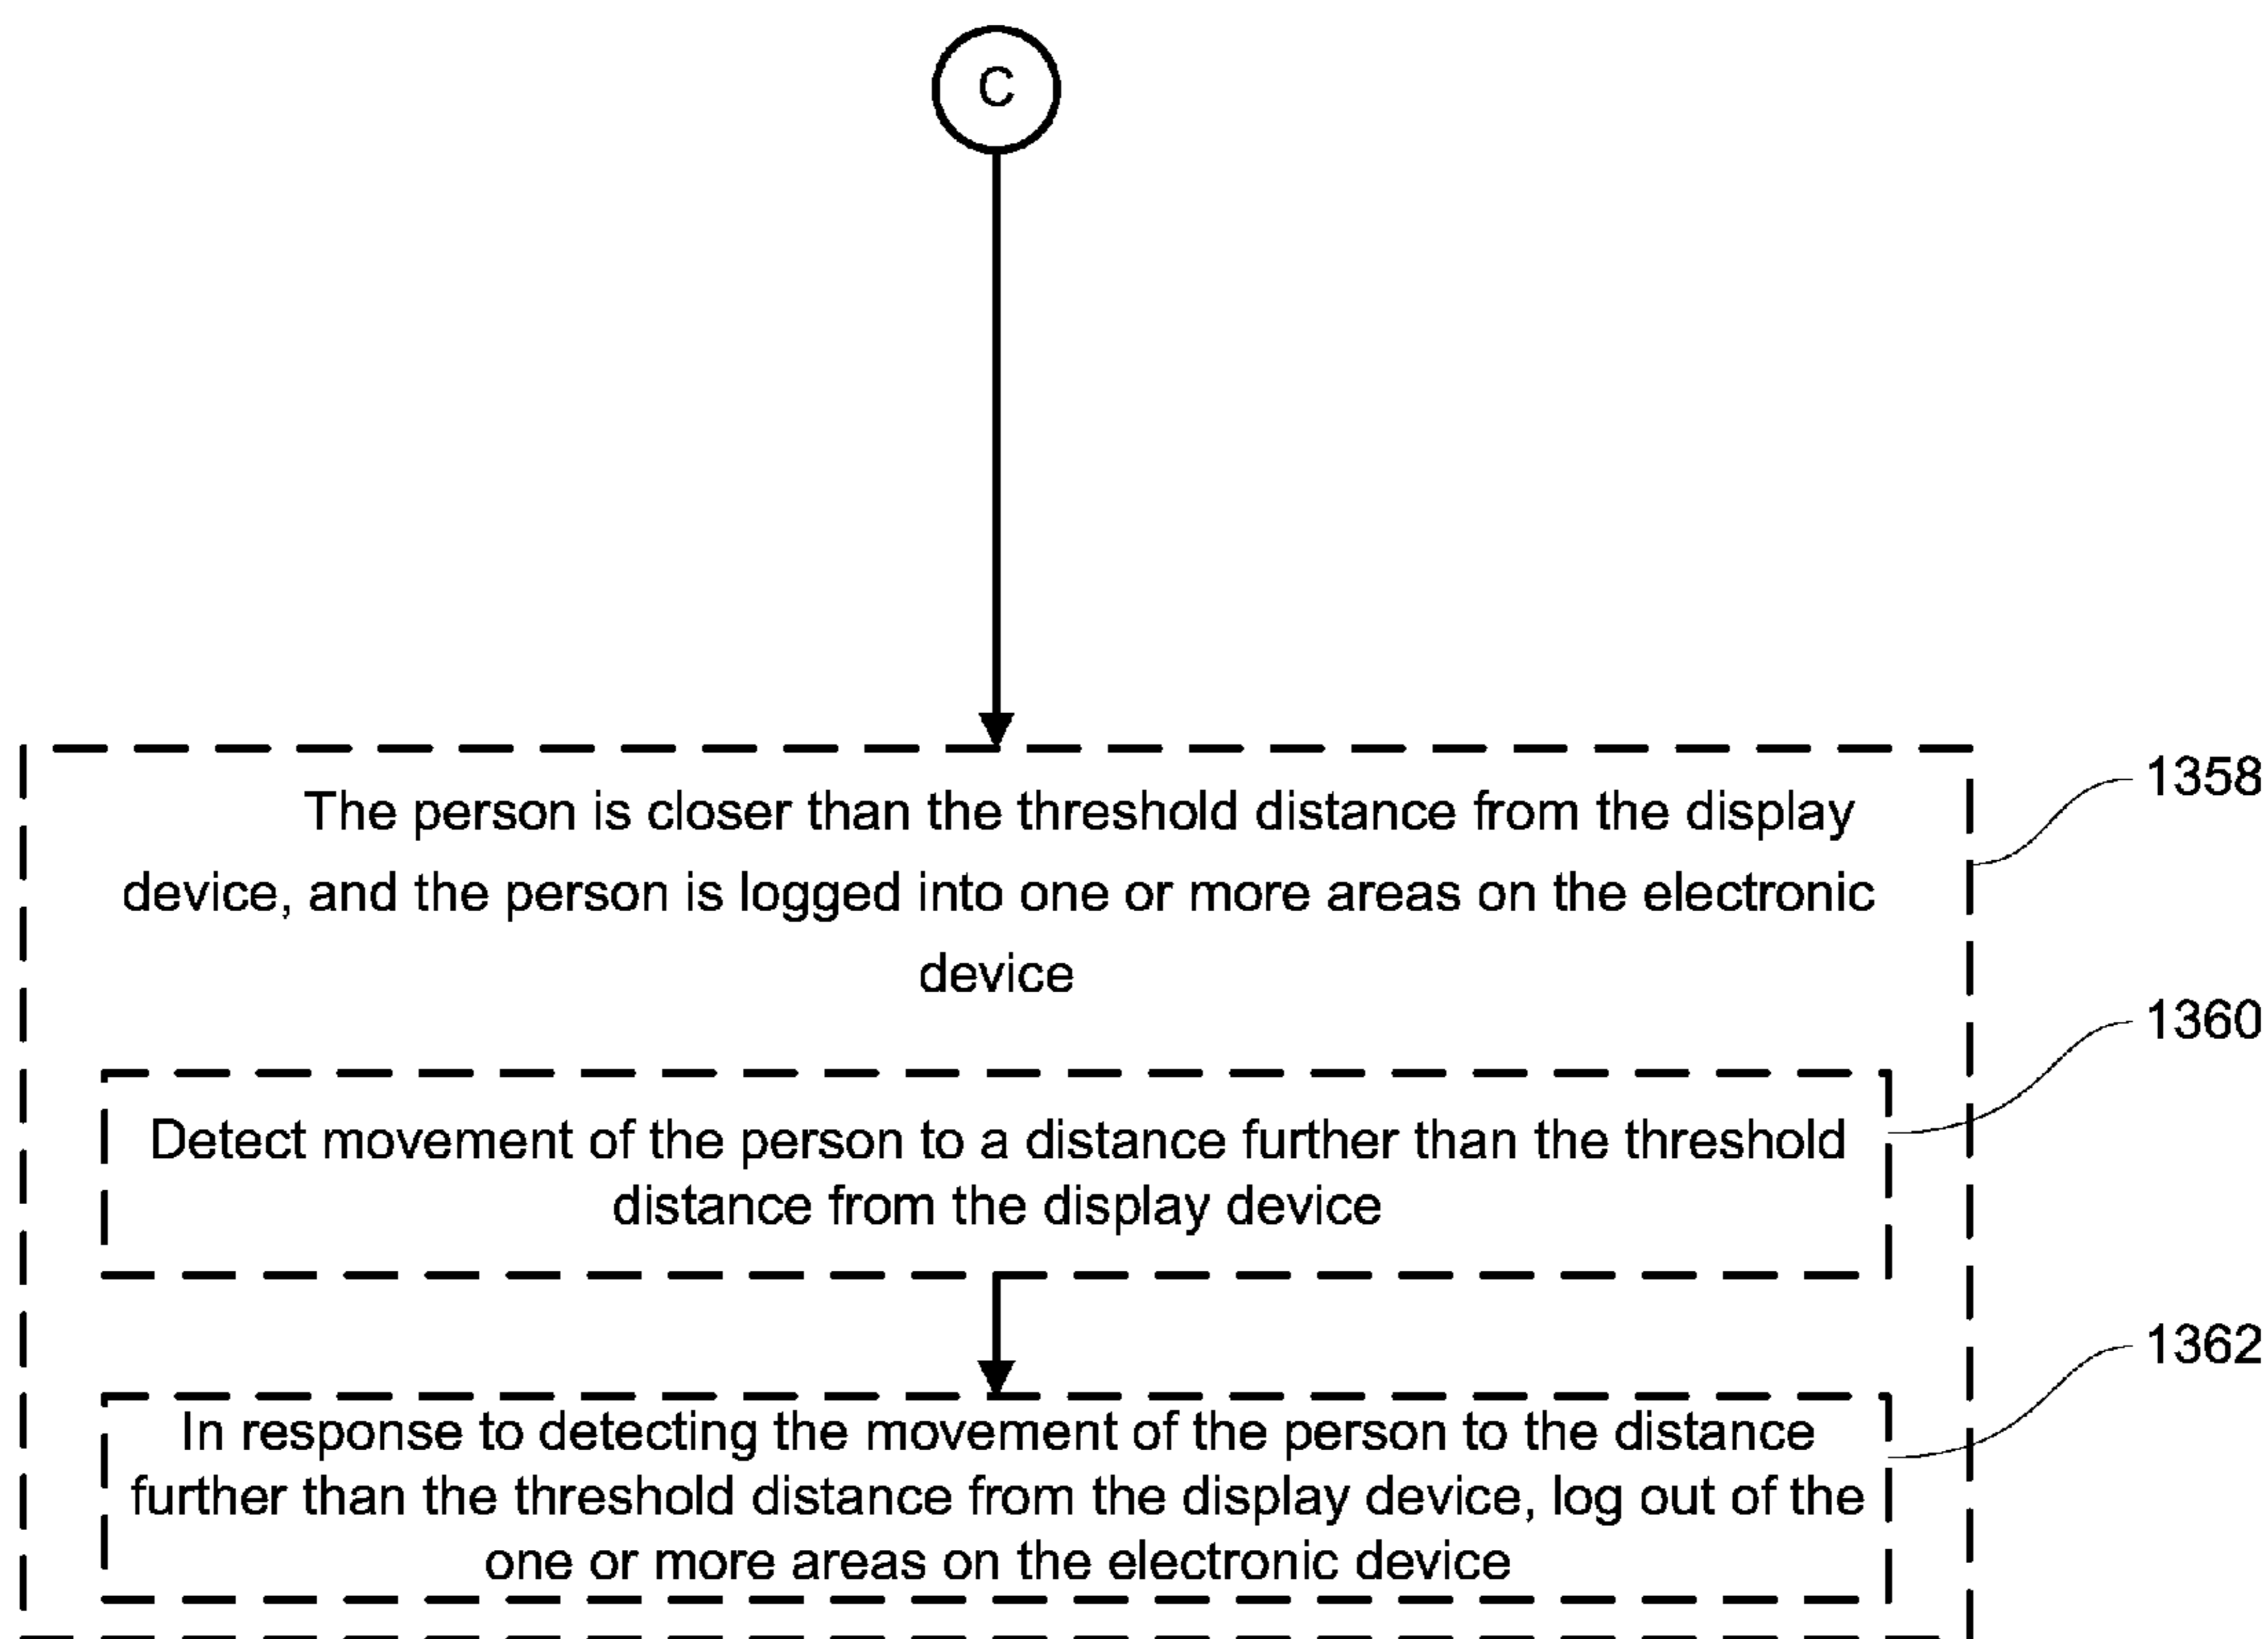 C
The person is closer than the threshold distance from the display
device, and the person is logged into one or more areas on the electronic
device
1358
Detect movement of the person to a distance further than the threshold
distance from the display device
1360
In response to detecting the movement of the person to the distance
further than the threshold distance from the display device, log out of the
one or more areas on the electronic device
1362